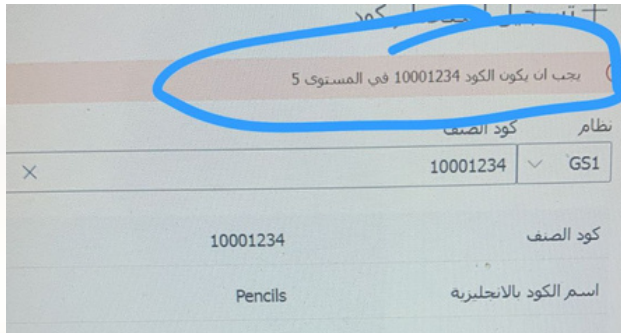 يجب ان يكون الكود 10001234 في المستوى 5
نظام كود الصنف
GS1 10001234
كود الصنف 10001234
اسم الكود بالانجليزية Pencils